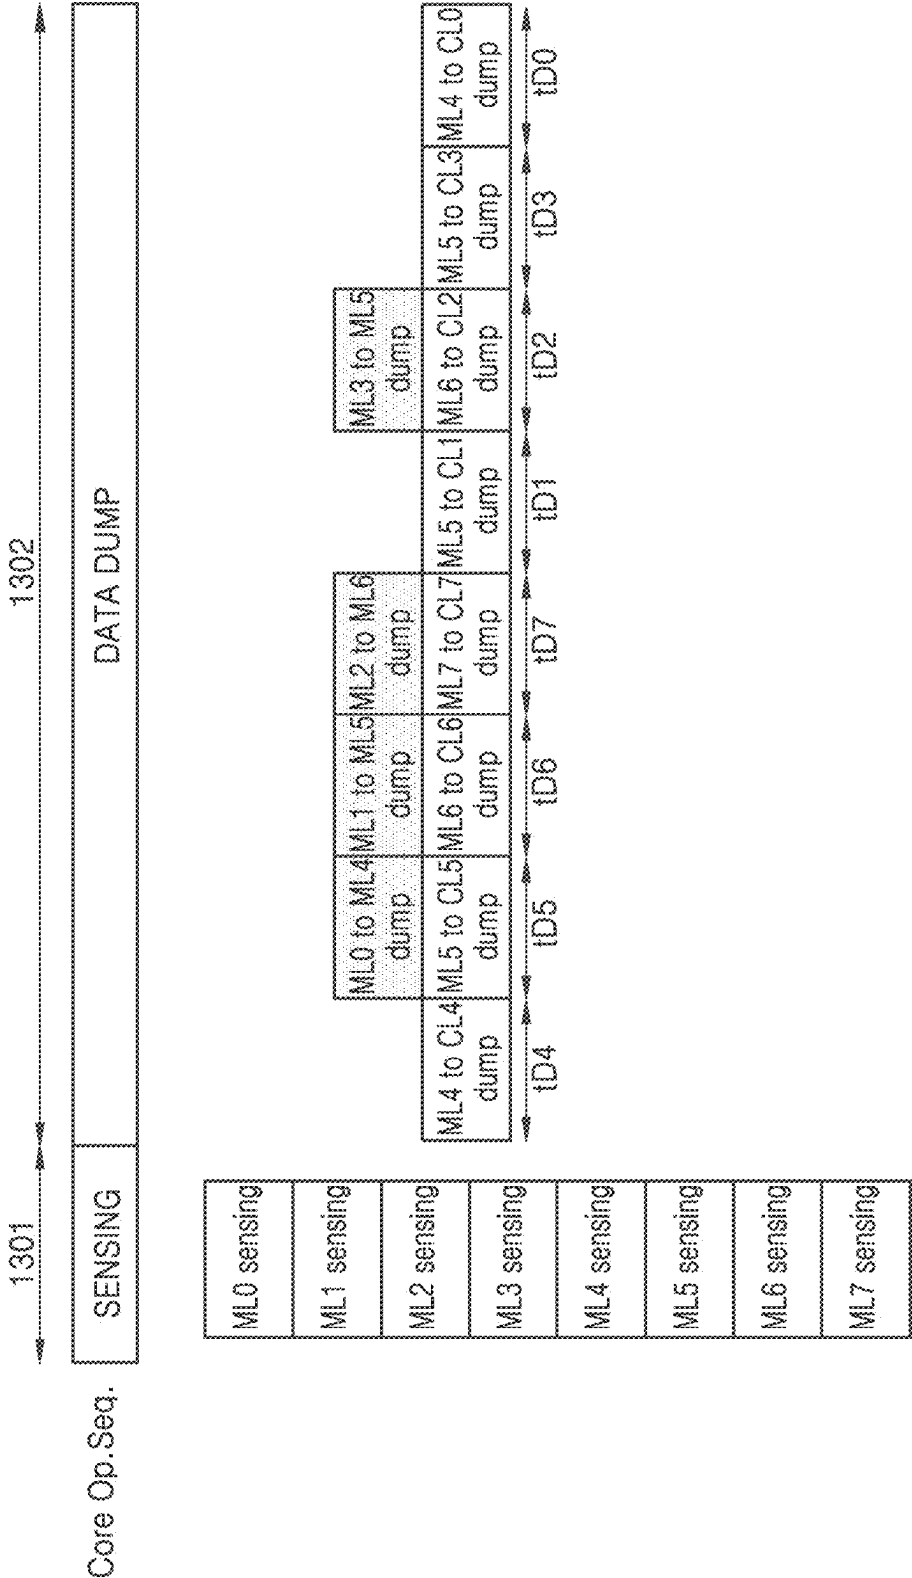 1301
1302
Core Op.Seq.
SENSING
DATA DUMP
ML0 sensing
ML1 sensing
ML2 sensing
ML3 sensing
ML4 sensing
ML5 sensing
ML6 sensing
ML7 sensing
ML0 to ML4
dump
ML1 to ML5
dump
ML2 to ML6
dump
ML3 to ML5
dump
ML4 to CL4
dump
ML5 to CL5
dump
ML6 to CL6
dump
ML7 to CL7
dump
ML5 to CL1
dump
ML6 to CL2
dump
ML5 to CL3
dump
ML4 to CL0
dump
tD4
tD5
tD6
tD7
tD1
tD2
tD3
tD0